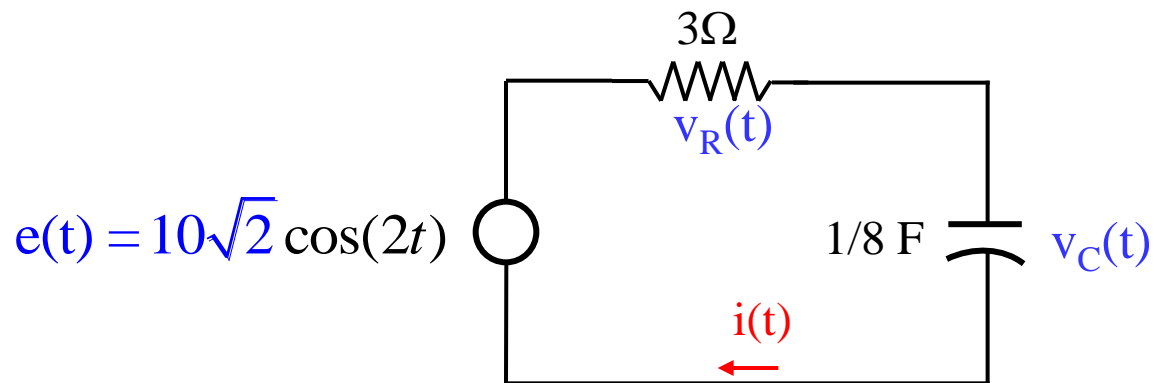 3Ω
v_R(t)
e(t) = 10√2 cos(2t)
1/8 F
v_C(t)
i(t)